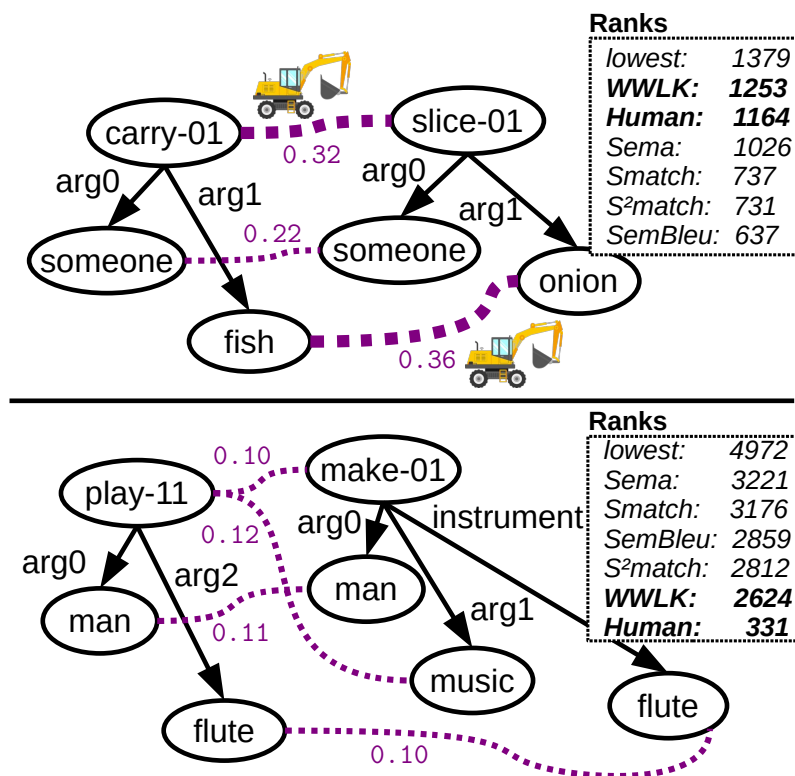 Ranks
lowest: 1379
WWLK: 1253
Human: 1164
Sema: 1026
Smatch: 737
S²match: 731
SemBleu: 637
carry-01
slice-01
0.32
arg0
arg1
arg0
arg1
someone
0.22
someone
onion
fish
0.36
Ranks
lowest: 4972
Sema: 3221
Smatch: 3176
SemBleu: 2859
S²match: 2812
WWLK: 2624
Human: 331
0.10
make-01
play-11
0.12
arg0
instrument
arg0
arg2
man
arg1
man
0.11
music
flute
flute
0.10